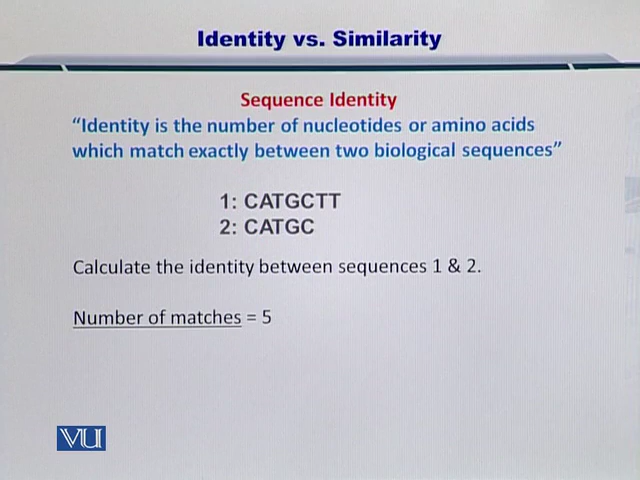 Identity vs. Similarity
Sequence Identity
“Identity is the number of nucleotides or amino acids
which match exactly between two biological sequences”
1: CATGCTT
2: CATGC
Calculate the identity between sequences 1 & 2.
Number of matches = 5
VU